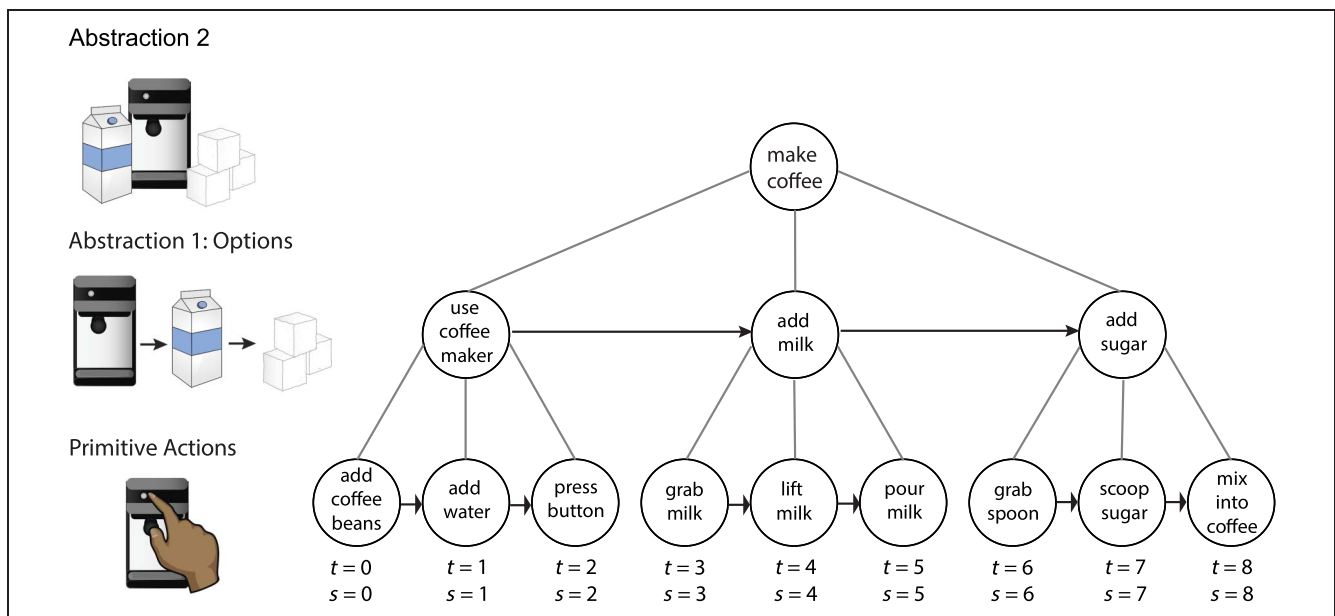 Abstraction 2
make
coffee
Abstraction 1: Options
use
coffee
maker
add
milk
add
sugar
Primitive Actions
add
coffee
beans
add
water
press
button
grab
milk
lift
milk
pour
milk
grab
spoon
scoop
sugar
mix
into
coffee
t = 0 t = 1 t = 2 t = 3 t = 4 t = 5 t = 6 t = 7 t = 8
s = 0 s = 1 s = 2 s = 3 s = 4 s = 5 s = 6 s = 7 s = 8